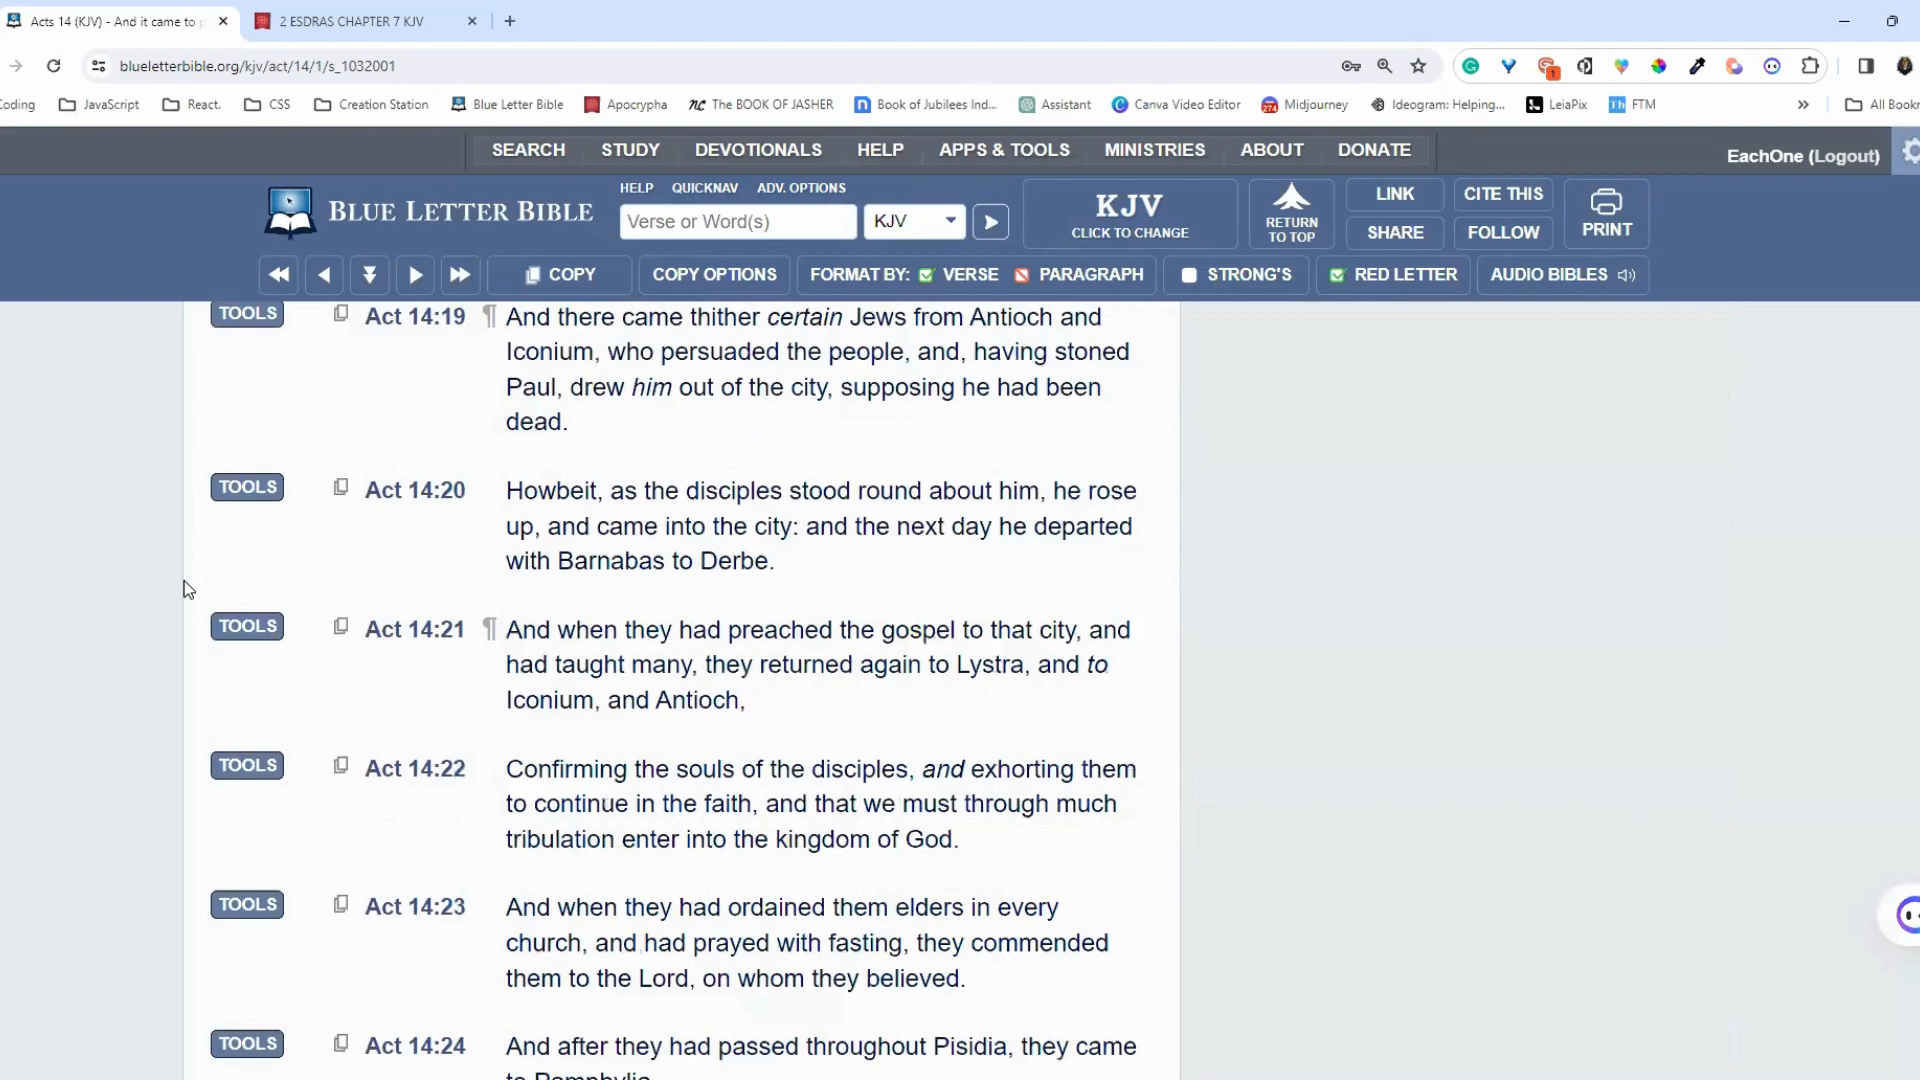 Acts 14 (KJV) - And it came to
2 ESDRAS CHAPTER 7 KJV
blueletterbible.org/kjv/act/14/1/s_1032001
1
Coding JavaScript React. CSS Creation Station Blue Letter Bible Apocrypha The BOOK OF JASHER Book of Jubilees Ind... Assistant Canva Video Editor Midjourney Ideogram: Helping... LeiaPix FTM » All Bookr
SEARCH STUDY DEVOTIONALS HELP APPS & TOOLS MINISTRIES ABOUT DONATE
EachOne (Logout)
HELP QUICKNAV ADV. OPTIONS
BLUE LETTER BIBLE
Verse or Word(s)
KJV
KJV
CLICK TO CHANGE
RETURN
TO TOP
LINK
CITE THIS
SHARE
FOLLOW
PRINT
COPY
COPY OPTIONS
FORMAT BY: VERSE PARAGRAPH
STRONG'S
RED LETTER
AUDIO BIBLES
TOOLS Act 14:19 ¶ And there came thither certain Jews from Antioch and
Iconium, who persuaded the people, and, having stoned
Paul, drew him out of the city, supposing he had been
dead.
TOOLS Act 14:20 Howbeit, as the disciples stood round about him, he rose
up, and came into the city: and the next day he departed
with Barnabas to Derbe.
TOOLS Act 14:21 ¶ And when they had preached the gospel to that city, and
had taught many, they returned again to Lystra, and to
Iconium, and Antioch,
TOOLS Act 14:22 Confirming the souls of the disciples, and exhorting them
to continue in the faith, and that we must through much
tribulation enter into the kingdom of God.
TOOLS Act 14:23 And when they had ordained them elders in every
church, and had prayed with fasting, they commended
them to the Lord, on whom they believed.
TOOLS Act 14:24 And after they had passed throughout Pisidia, they came
to Pamphylia.